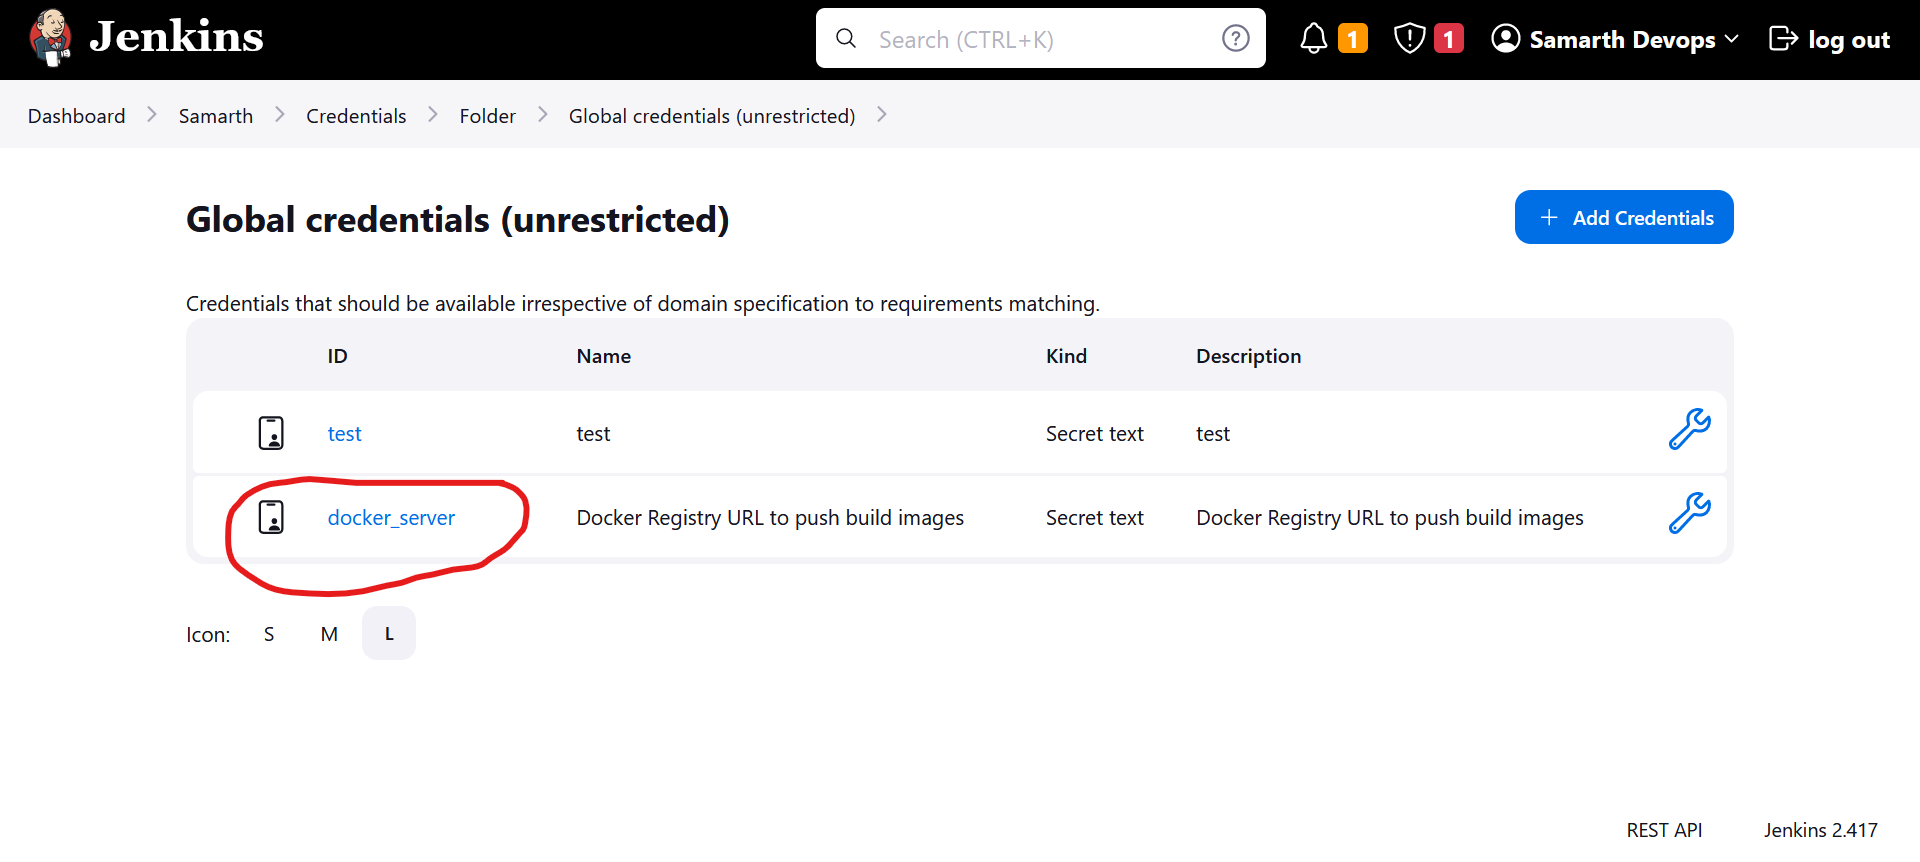 Jenkins Search (CTRL+K) 1 1 Samarth Devops log out
Dashboard Samarth Credentials Folder Global credentials (unrestricted)
Global credentials (unrestricted) + Add Credentials
Credentials that should be available irrespective of domain specification to requirements matching.
ID Name Kind Description
test test Secret text test
docker_server Docker Registry URL to push build images Secret text Docker Registry URL to push build images
Icon: S M L
REST API Jenkins 2.417